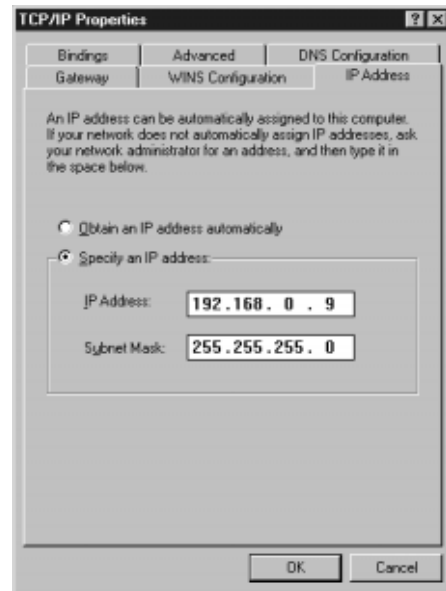 TCP/IP Properties
Bindings Advanced DNS Configuration
Gateway WINS Configuration IP Address
An IP address can be automatically assigned to this computer.
If your network does not automatically assign IP addresses, ask
your network administrator for an address, and then type it in
the space below.
Obtain an IP address automatically
Specify an IP address:
IP Address: 192.168. 0 . 9
Subnet Mask: 255.255.255. 0
OK Cancel